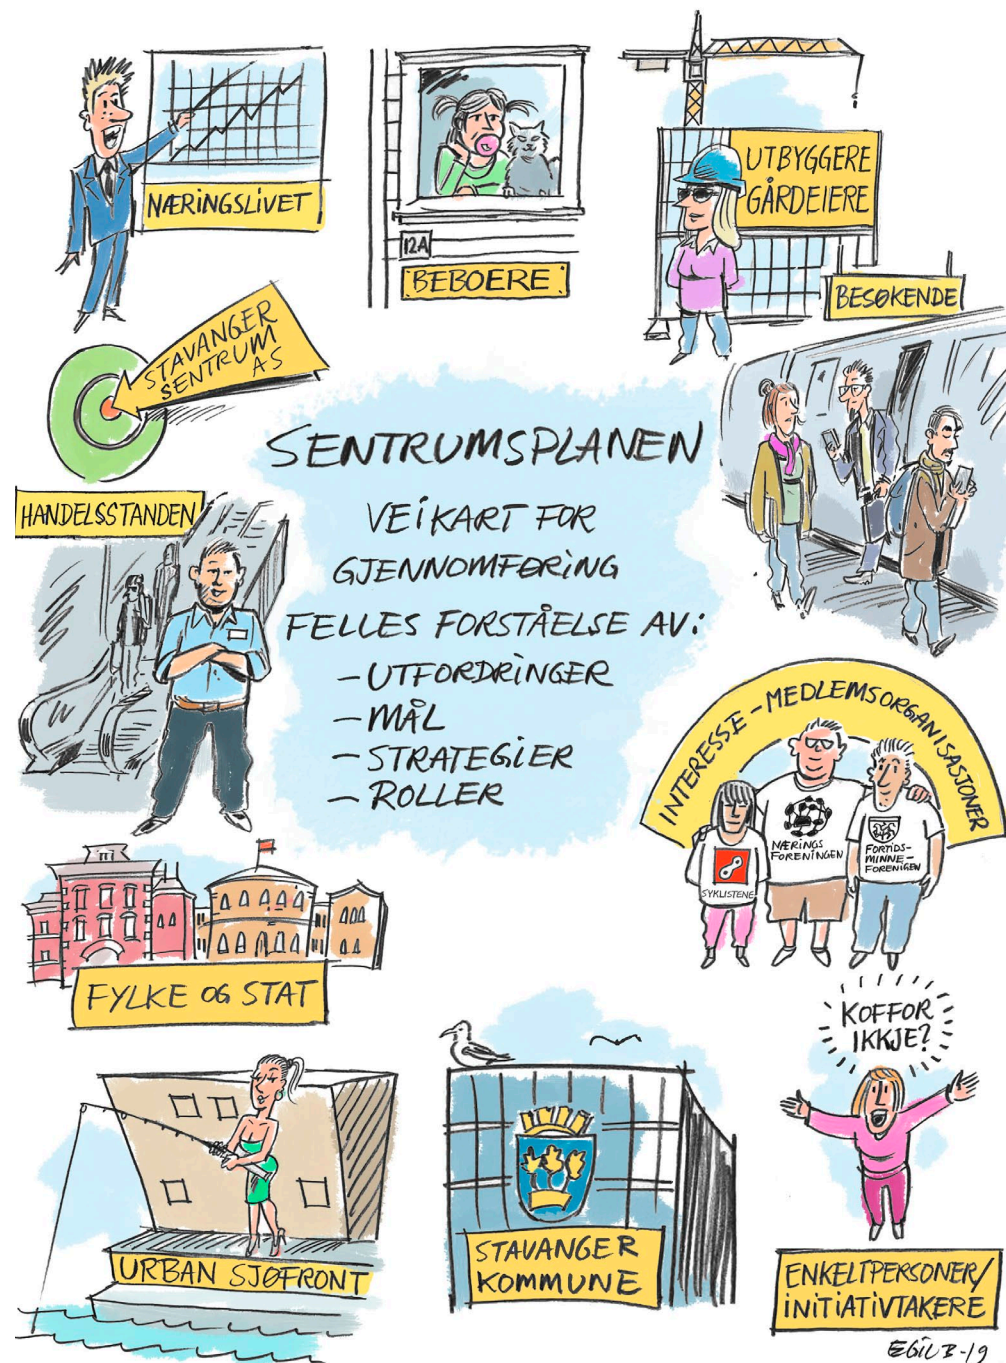 NÆRINGSLIVET
12A
BEBOERE
UTBYGGERE
GÅRDEIERE
BESØKENDE
STAVANGER
SENTRUM
AS
SENTRUMSPLANEN
VEIKART FOR
GJENNOMFØRING
FELLES FORSTÅELSE AV:
- UTFORDRINGER
- MÅL
- STRATEGIER
- ROLLER
HANDELSSTANDEN
INTERESSE - MEDLEMSORGANISASJONER
SYKLISTENE
NÆRINGS
FORENINGEN
FORTIDS-
MINNE-
FORENIGEN
FYLKE OG STAT
KOFFOR
IKKJE?
URBAN SJØFRONT
STAVANGER
KOMMUNE
ENKELTPERSONER/
INITIATIVTAKERE
EGIL B-19